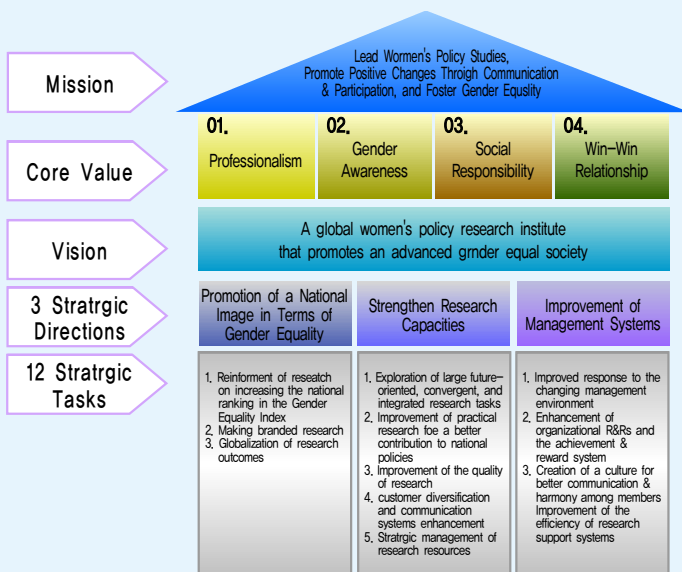 Mission
Lead Women's Policy Studies,
Promote Positive Changes Throigh Communication
& Participation, and Foster Gender Equslity
Core Value
01.
Professionalism
02.
Gender
Awareness
03.
Social
Responsibility
04.
Win-Win
Relationship
Vision
A global women's policy research institute
that promotes an advanced grnder equal society
3 Stratrgic
Directions
Promotion of a National
Image in Terms of
Gender Equality
Strengthen Research
Capacities
Improvement of
Management Systems
12 Stratrgic
Tasks
1. Reinforment of researth
on increasing the national
ranking in the Gender
Equality Index
2. Making branded research
3. Globalization of research
outcomes
1. Exploration of large future-
oriented, convergent, and
integrated research tasks
2. Improvement of practical
research foe a better
contribution to national
policies
3. Improvement of the quality
of research
4. customer diversification
and communication
systems enhancement
5. Stratrgic management of
research resources
1. Improved response to the
changing management
environment
2. Enhancement of
organizational R&Rs and
the achievement &
reward system
3. Creation of a culture for
better communication &
harmony among members
Improvement of the
efficiency of research
support systems